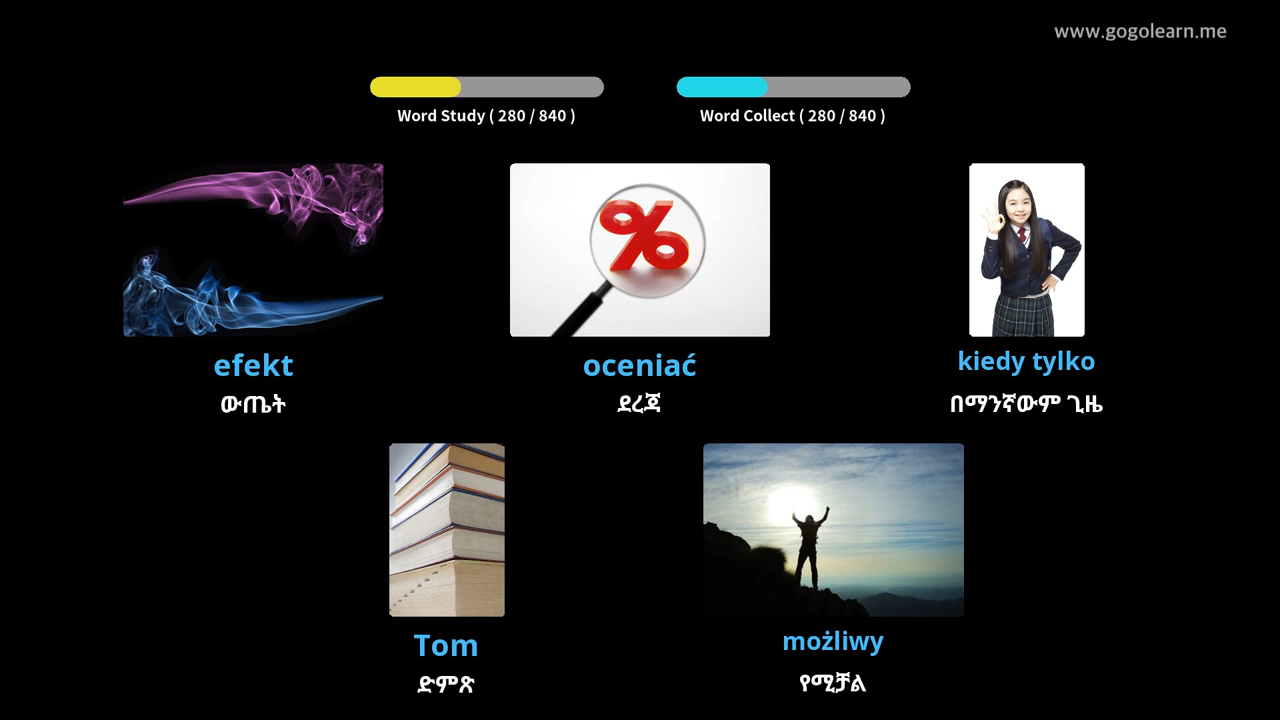 www.gogolearn.me
Word Study ( 280 / 840 )
Word Collect ( 280 / 840 )
efekt
ውጤት
oceniać
ደረጃ
kiedy tylko
በማንኛውም ጊዜ
Tom
ድምጽ
możliwy
የሚቻል